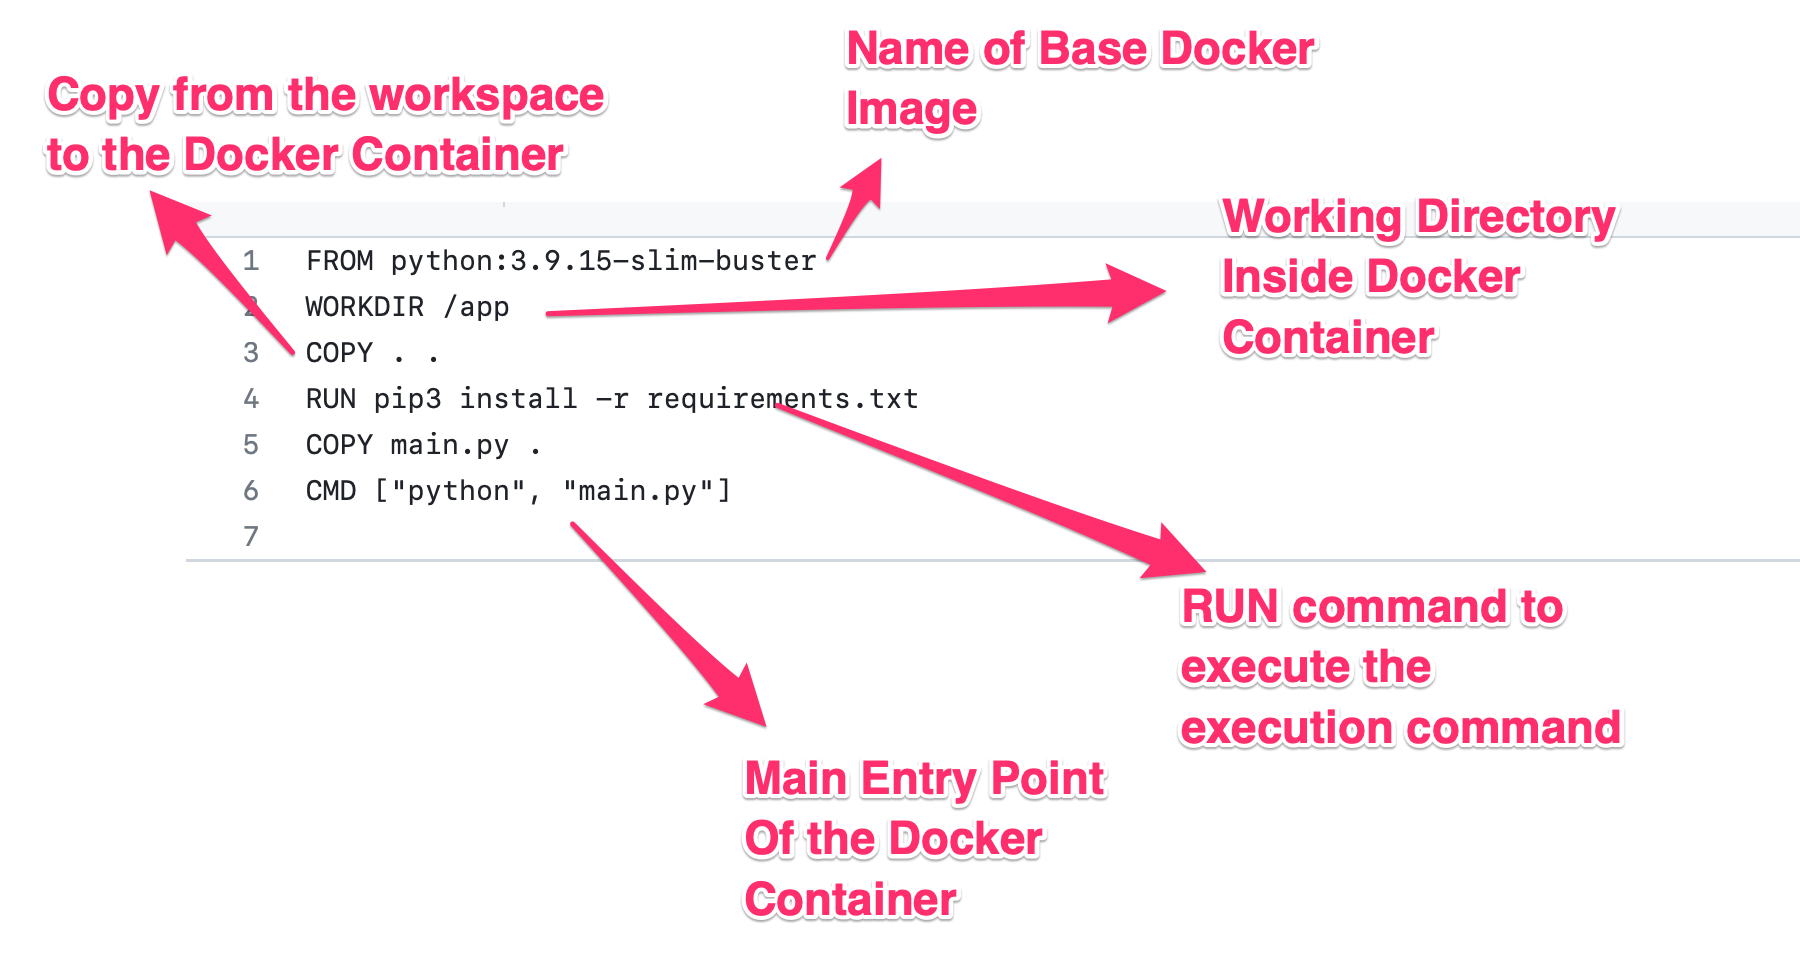 Name of Base Docker
Image
Copy from the workspace
to the Docker Container
Working Directory
Inside Docker
Container
1 FROM python:3.9.15-slim-buster
2 WORKDIR /app
3 COPY . .
4 RUN pip3 install -r requirements.txt
5 COPY main.py .
6 CMD ["python", "main.py"]
7
RUN command to
execute the
execution command
Main Entry Point
Of the Docker
Container